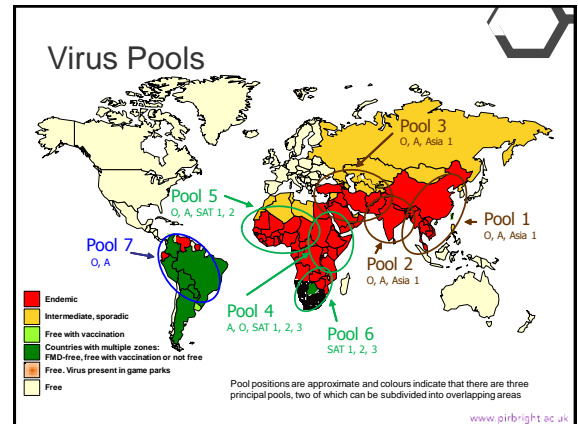 Virus Pools
Pool 3
O, A, Asia 1
Pool 5
O, A, SAT 1, 2
Pool 1
O, A, Asia 1
Pool 7
O, A
Pool 2
O, A, Asia 1
Pool 4
A, O, SAT 1, 2, 3
Pool 6
SAT 1, 2, 3
Endemic
Intermediate, sporadic
Free with vaccination
Countries with multiple zones:
FMD-free, free with vaccination or not free
Free. Virus present in game parks
Free
Pool positions are approximate and colours indicate that there are three
principal pools, two of which can be subdivided into overlapping areas
www.pirbright.ac.uk